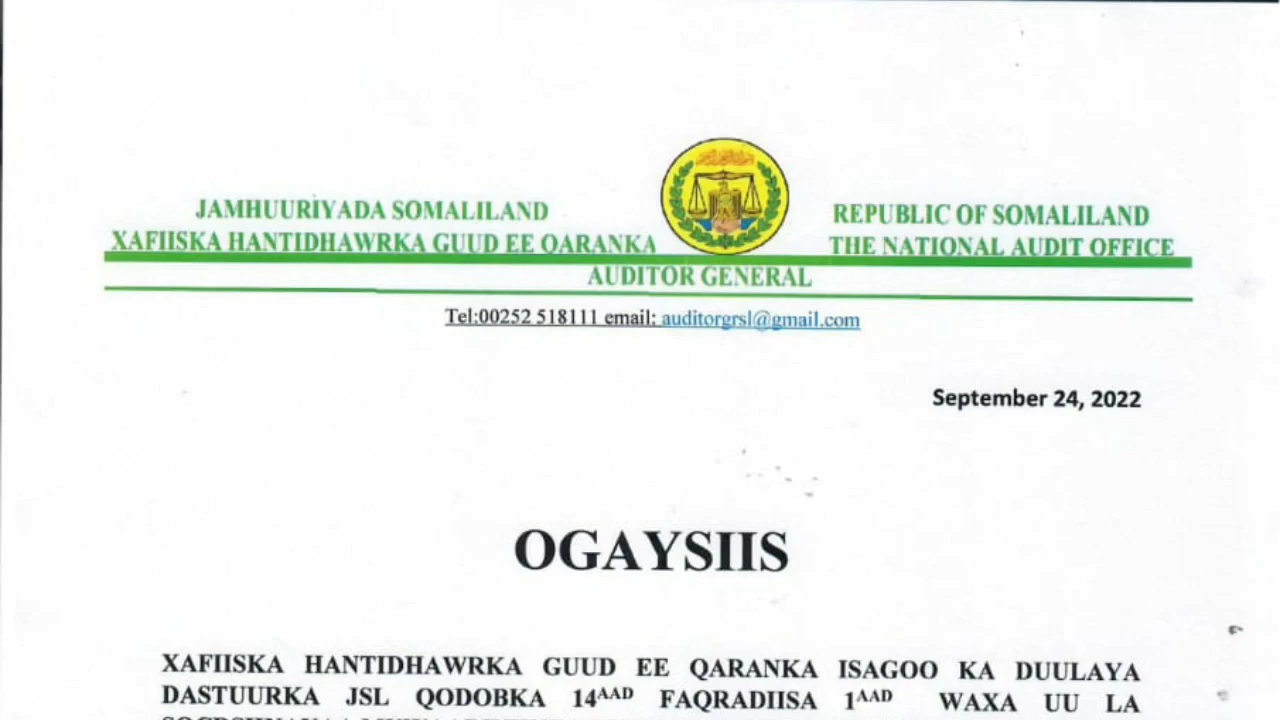 JAMHUURIYADA SOMALILAND
XAFIISKA HANTIDHAWRKA GUUD EE QARANKA
REPUBLIC OF SOMALILAND
THE NATIONAL AUDIT OFFICE
AUDITOR GENERAL
Tel:00252 518111 email: auditorgrsl@gmail.com
September 24, 2022
OGAYSIIS
XAFIISKA HANTIDHAWRKA GUUD EE QARANKA ISAGOO KA DUULAYA
DASTUURKA JSL QODOBKA 14AAD FAQRADIISA 1AAD WAXA UU LA